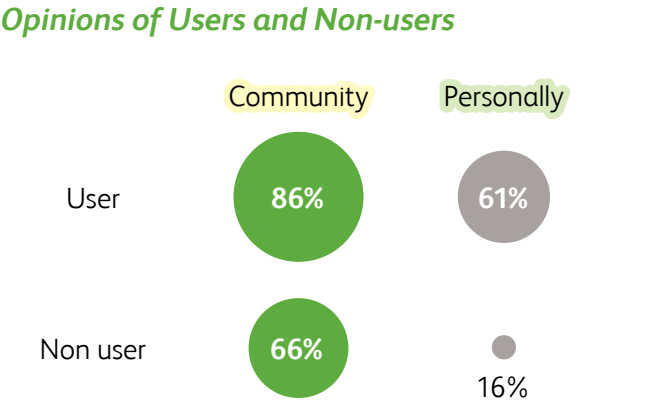 Opinions of Users and Non-users
Community Personally
User 86% 61%
Non user 66% 16%